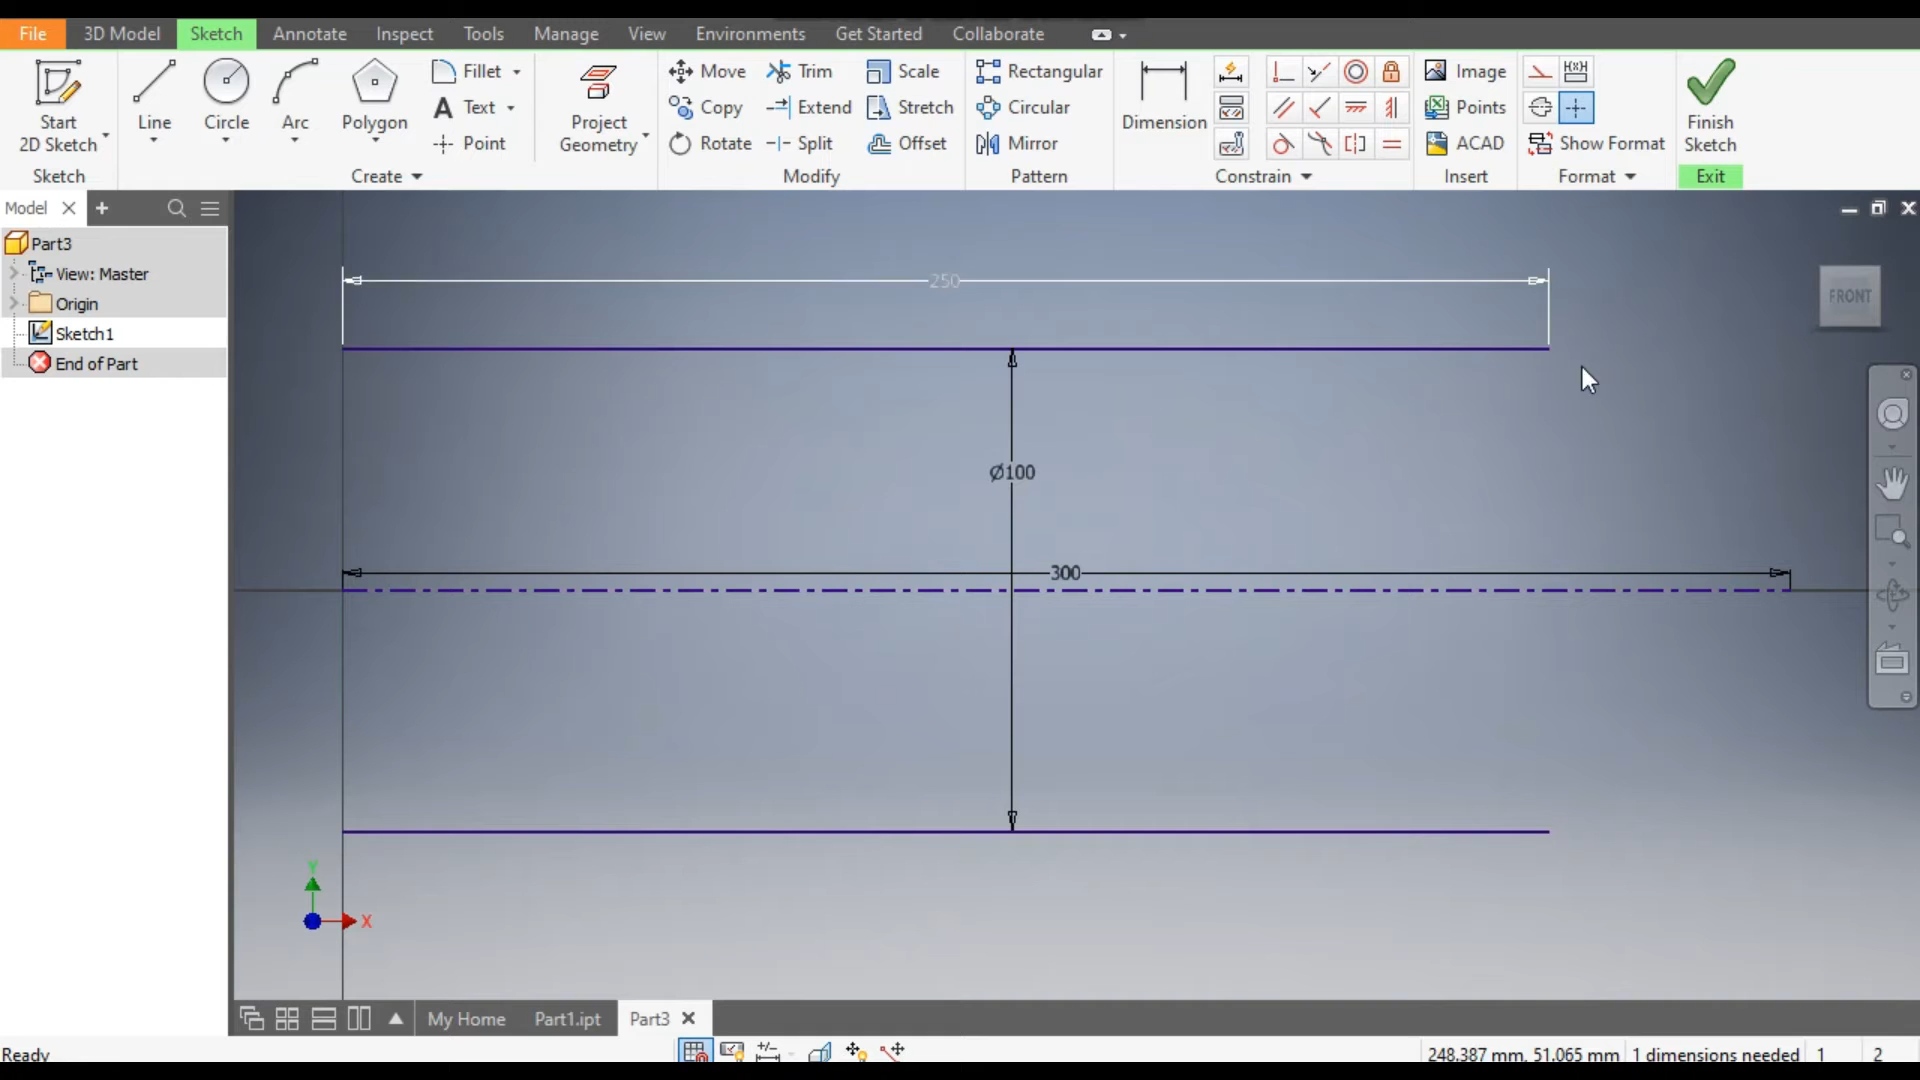 File 3D Model Sketch Annotate Inspect Tools Manage View Environments Get Started Collaborate
Start
2D Sketch
Line
Circle
Arc
Polygon
Fillet
Text
Point
Project
Geometry
Move
Copy
Rotate
Trim
Extend
Split
Scale
Stretch
Offset
Rectangular
Circular
Mirror
Dimension
Image
Points
ACAD
Show Format
Finish
Sketch
Sketch Create Modify Pattern Constrain Insert Format Exit
Model
Part3
View: Master
Origin
Sketch1
End of Part
250
FRONT
Ø100
300
Y
X
My Home Part1.ipt Part3
Ready 248.387 mm, 51.065 mm 1 dimensions needed 1 2